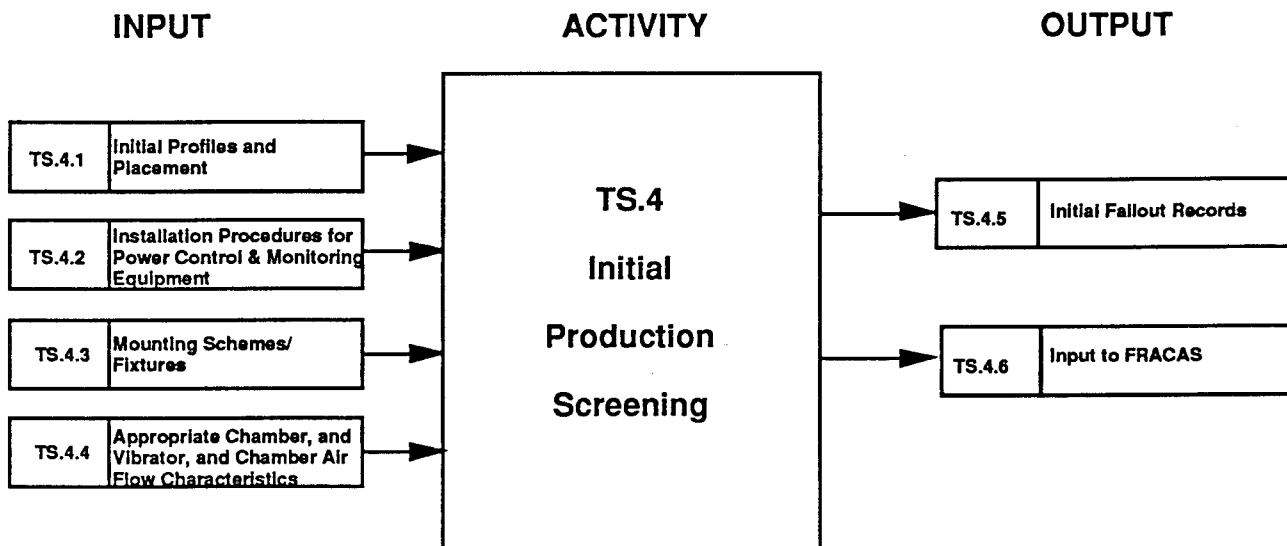 INPUT
ACTIVITY
OUTPUT
TS.4.1
Initial Profiles and
Placement
TS.4.2
Installation Procedures for
Power Control & Monitoring
Equipment
TS.4.3
Mounting Schemes/
Fixtures
TS.4.4
Appropriate Chamber, and
Vibrator, and Chamber Air
Flow Characteristics
TS.4
Initial
Production
Screening
TS.4.5
Initial Fallout Records
TS.4.6
Input to FRACAS